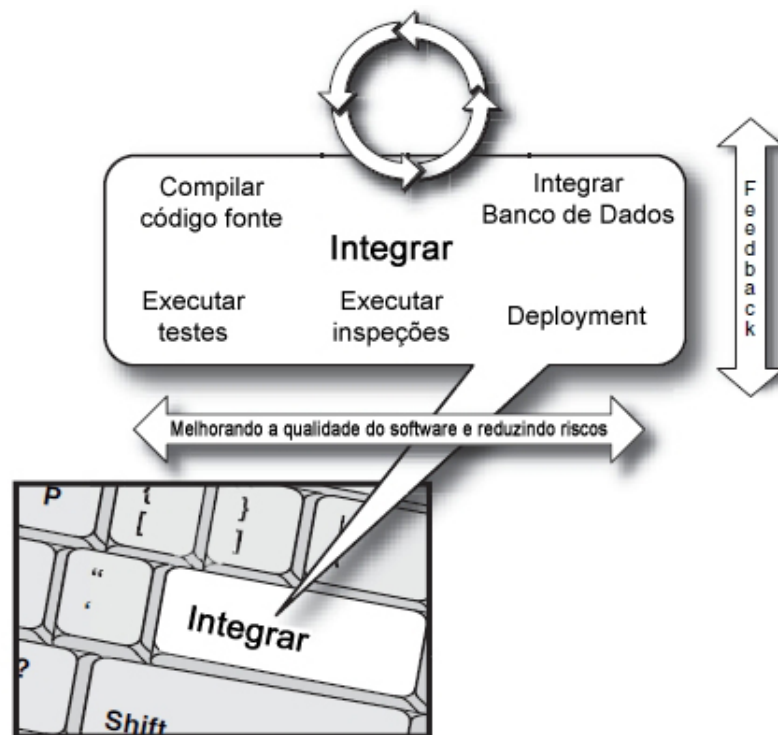 Compilar
código fonte
Integrar
Banco de Dados
Integrar
Executar
testes
Executar
inspeções
Deployment
Feedback
Melhorando a qualidade do software e reduzindo riscos
P
{
[
}
]
“
‘
Integrar
?
Shift